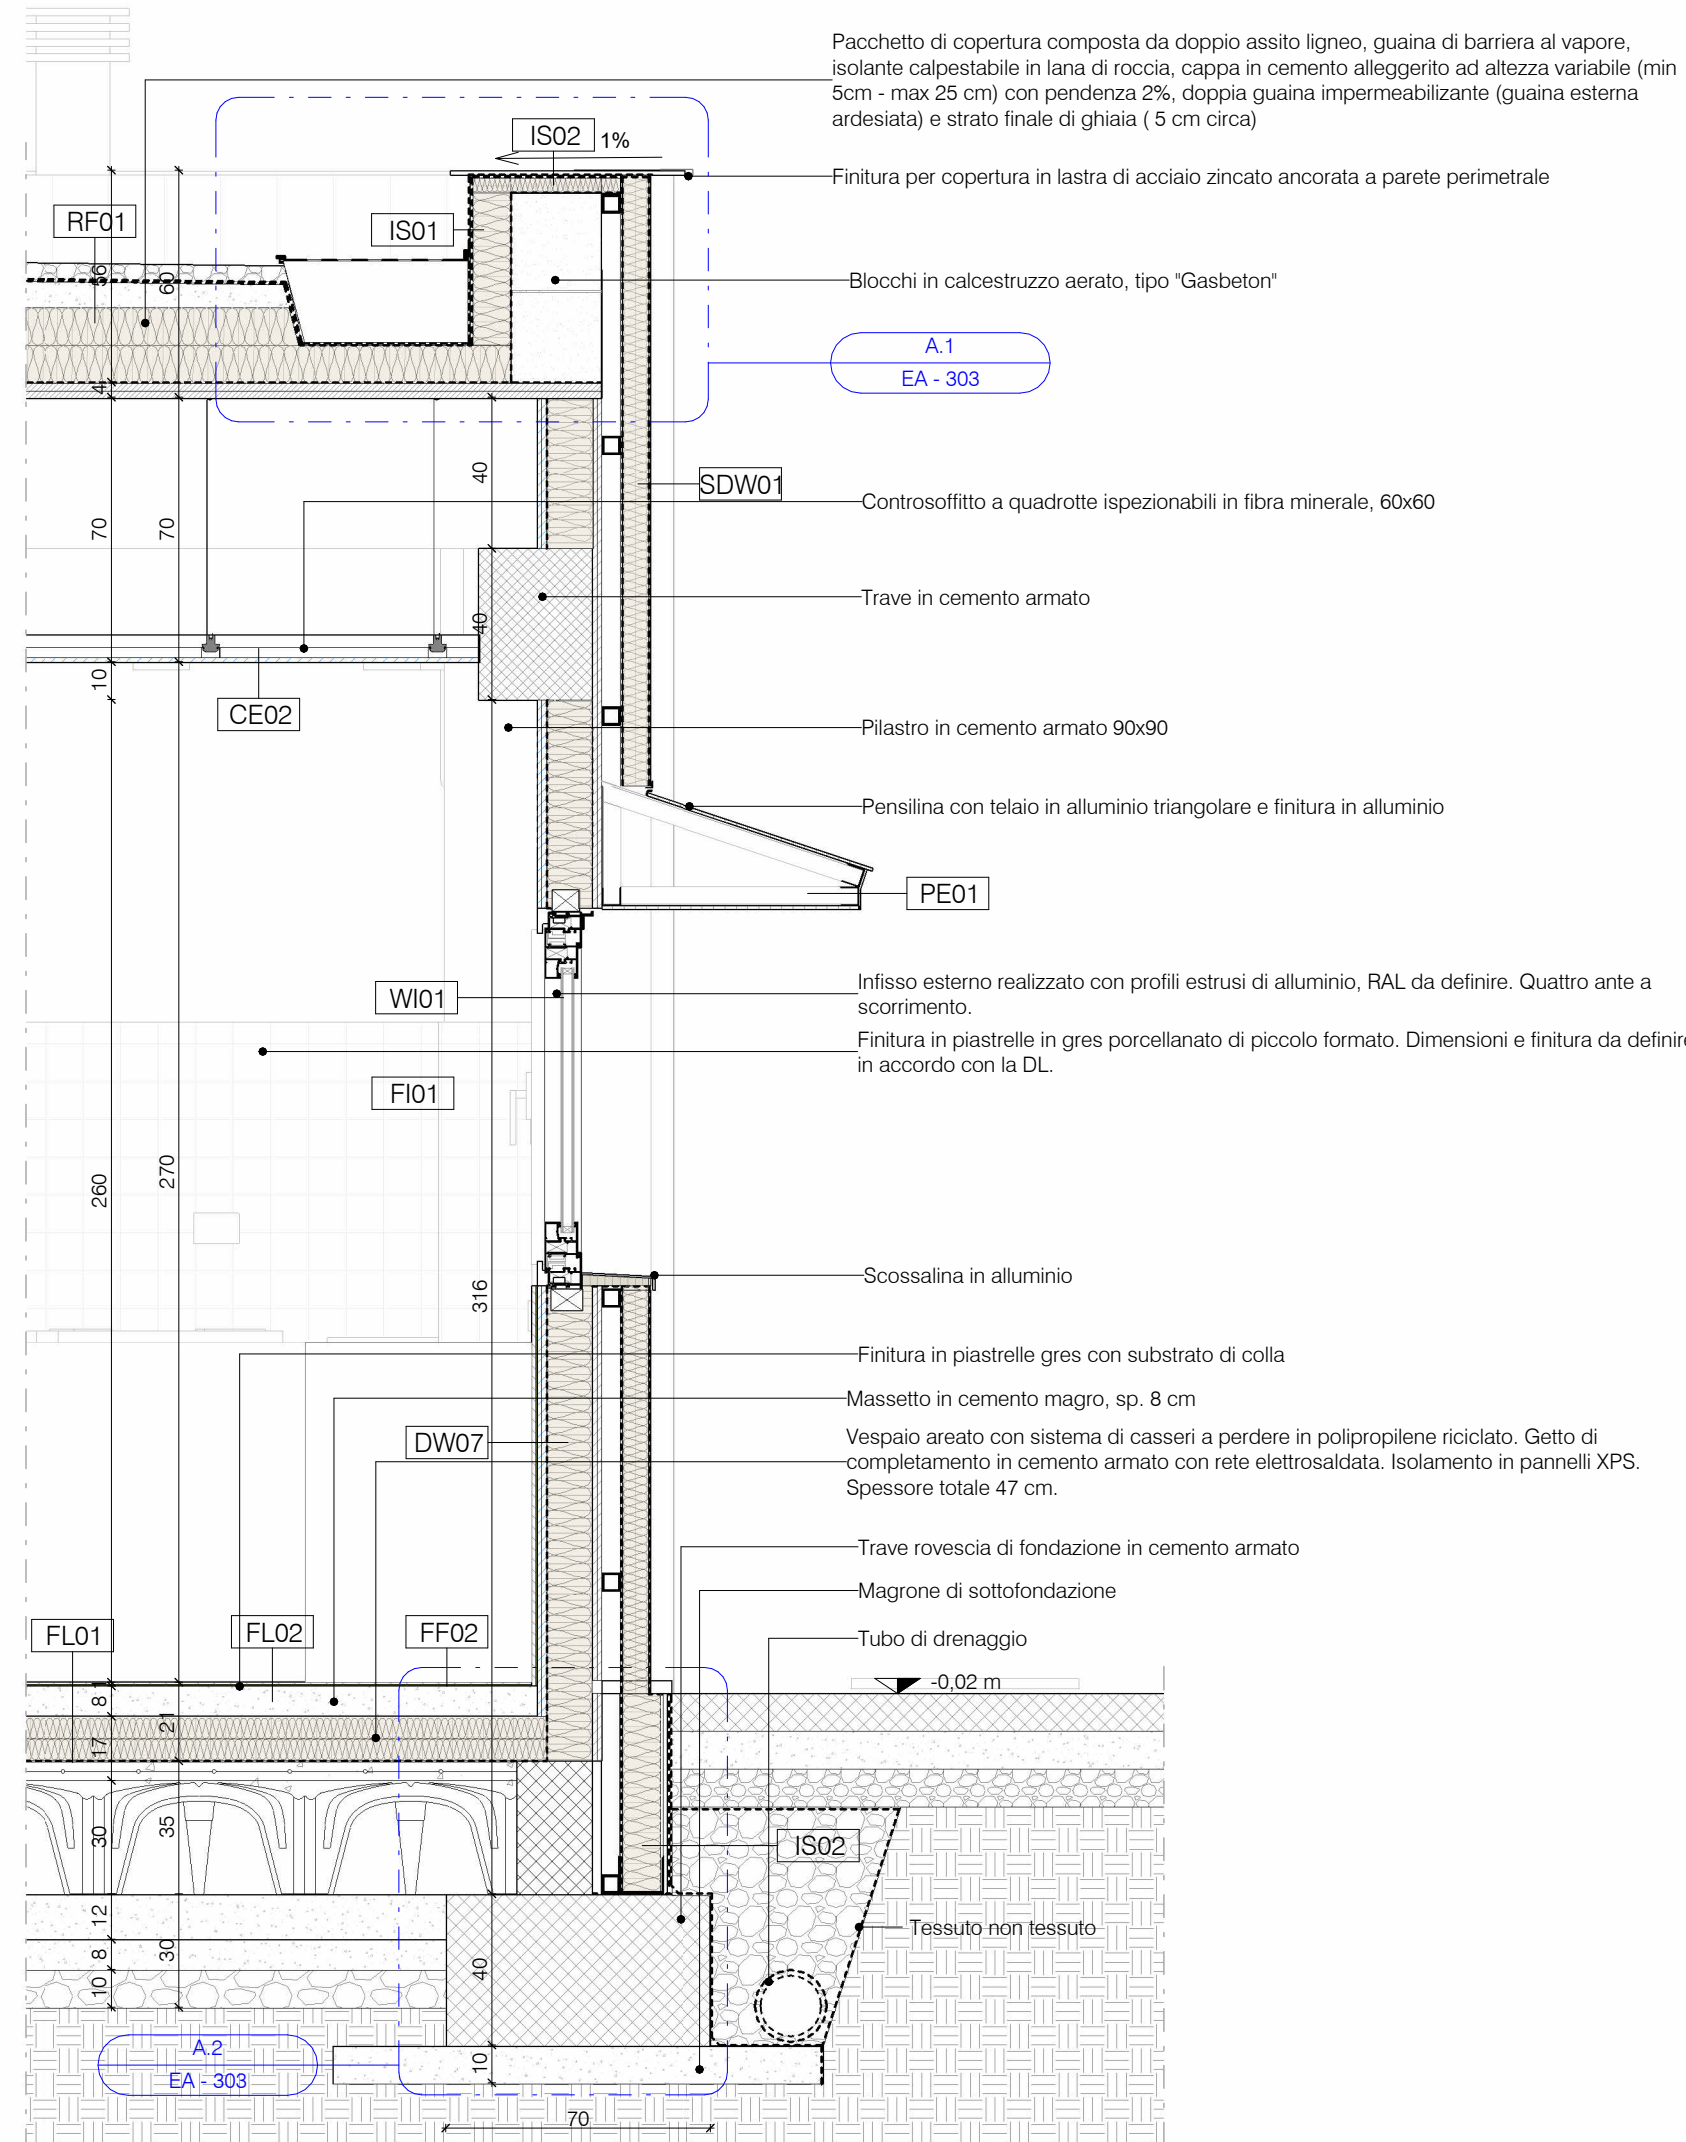 Pacchetto di copertura composta da doppio assito ligneo, guaina di barriera al vapore,
isolante calpestabile in lana di roccia, cappa in cemento alleggerito ad altezza variabile (min
5cm - max 25 cm) con pendenza 2%, doppia guaina impermeabilizante (guaina esterna
ardesiata) e strato finale di ghiaia ( 5 cm circa)
IS02 1%
Finitura per copertura in lastra di acciaio zincato ancorata a parete perimetrale
RF01
IS01
56
60
Blocchi in calcestruzzo aerato, tipo "Gasbeton"
A.1
EA - 303
4
40
SDW01
Controsoffitto a quadrotte ispezionabili in fibra minerale, 60x60
70
70
Trave in cemento armato
40
10
CE02
Pilastro in cemento armato 90x90
Pensilina con telaio in alluminio triangolare e finitura in alluminio
PE01
Infisso esterno realizzato con profili estrusi di alluminio, RAL da definire. Quattro ante a
scorrimento.
WI01
Finitura in piastrelle in gres porcellanato di piccolo formato. Dimensioni e finitura da definire
in accordo con la DL.
FI01
260
270
316
Scossalina in alluminio
Finitura in piastrelle gres con substrato di colla
Massetto in cemento magro, sp. 8 cm
DW07
Vespaio areato con sistema di casseri a perdere in polipropilene riciclato. Getto di
completamento in cemento armato con rete elettrosaldata. Isolamento in pannelli XPS.
Spessore totale 47 cm.
Trave rovescia di fondazione in cemento armato
Magrone di sottofondazione
FL01
FL02
FF02
Tubo di drenaggio
-0,02 m
1
8
21
17
30
35
IS02
12
Tessuto non tessuto
8
30
10
40
A.2
EA - 303
10
70